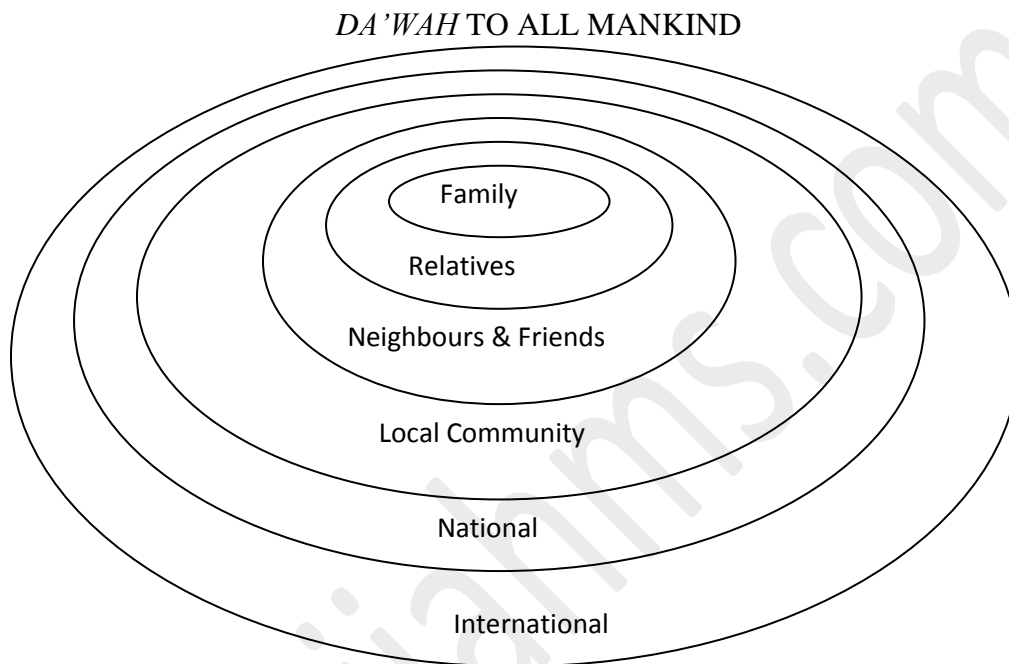 DA’WAH TO ALL MANKIND
Family
Relatives
Neighbours & Friends
Local Community
National
International